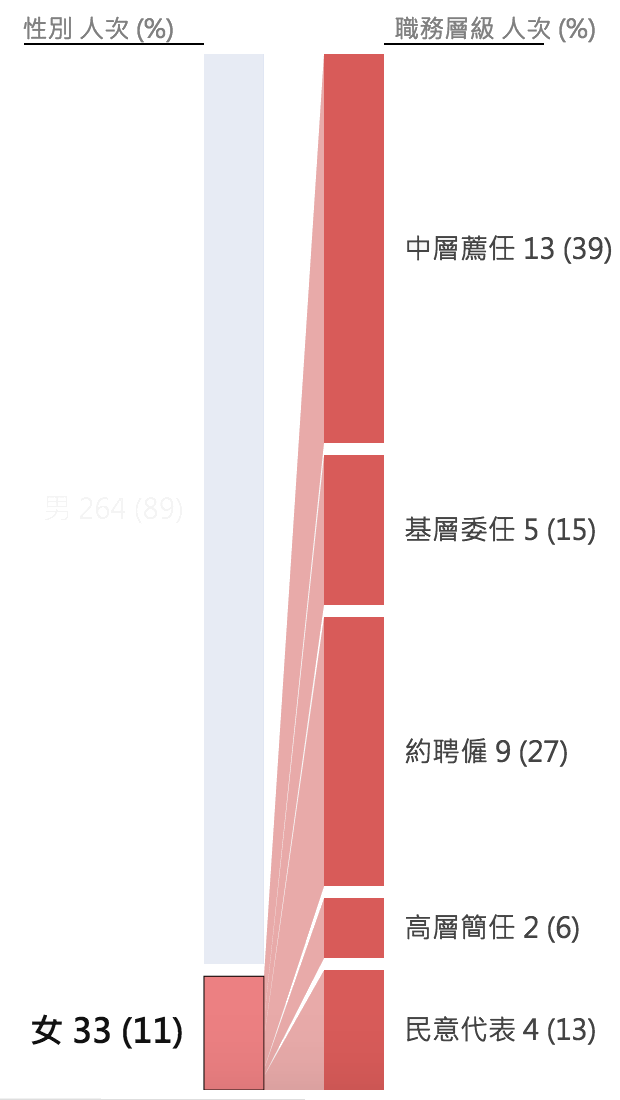 性別 人次 (%)
職務層級 人次 (%)
中層薦任 13 (39)
男 264 (89)
基層委任 5 (15)
約聘僱 9 (27)
高層簡任 2 (6)
女 33 (11)
民意代表 4 (13)